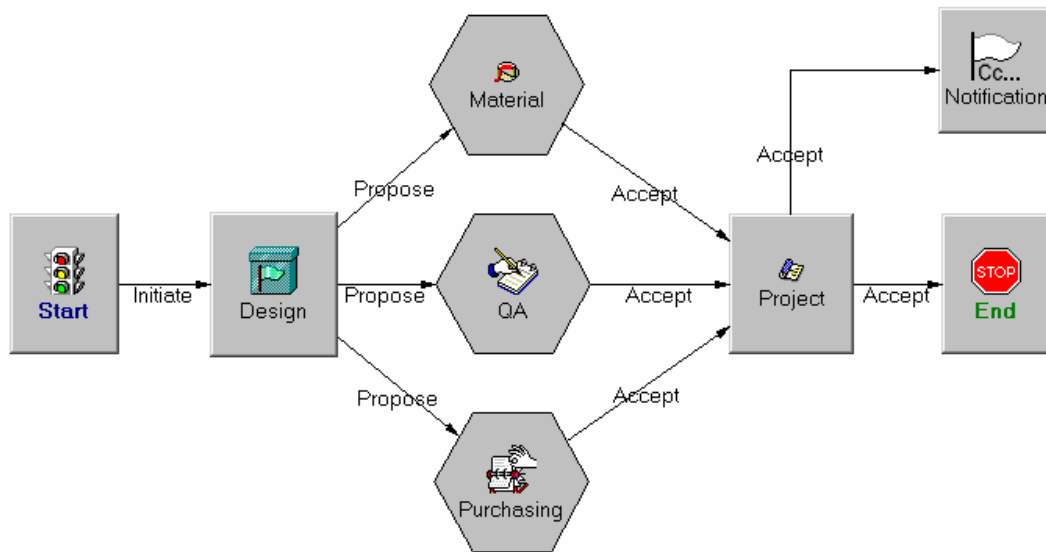 Material
Cc...
Notification
Accept
Propose
Accept
Start
Initiate
Design
Propose
QA
Accept
Project
Accept
STOP
End
Propose
Accept
Purchasing